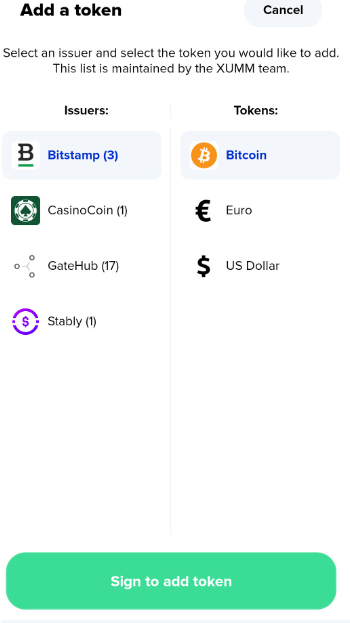 Add a token
Cancel
Select an issuer and select the token you would like to add.
This list is maintained by the XUMM team.
Issuers:
Tokens:
Bitstamp (3)
Bitcoin
CasinoCoin (1)
Euro
GateHub (17)
US Dollar
Stably (1)
Sign to add token